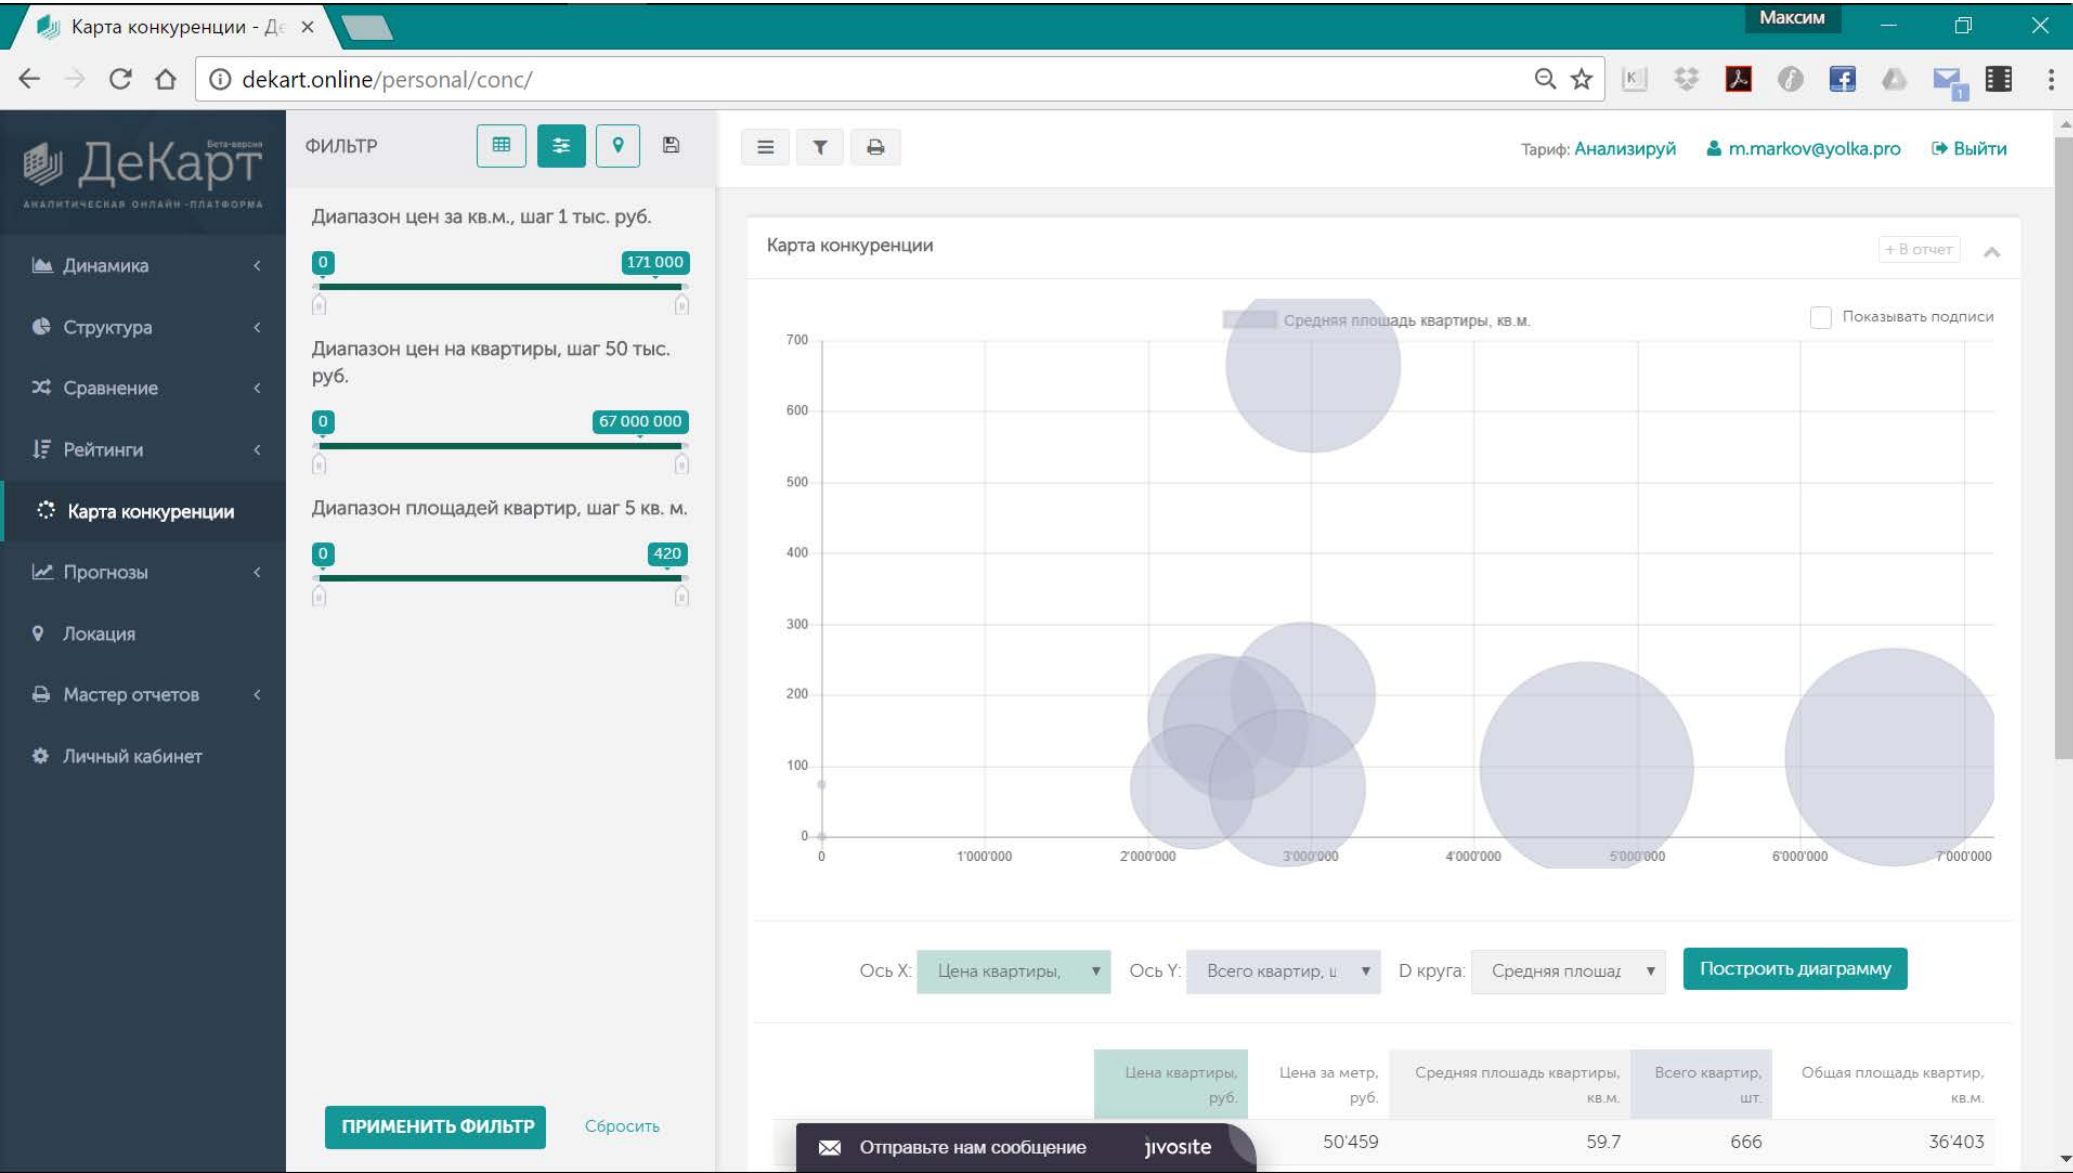 Карта конкуренции - Де
Максим
dekart.online/personal/conc/
1
ДеКарт
Бета-версия
АНАЛИТИЧЕСКАЯ ОНЛАЙН-ПЛАТФОРМА
Динамика
Структура
Сравнение
Рейтинги
Карта конкуренции
Прогнозы
Локация
Мастер отчетов
Личный кабинет
ФИЛЬТР
Диапазон цен за кв.м., шаг 1 тыс. руб.
0 171 000
Диапазон цен на квартиры, шаг 50 тыс.
руб.
0 67 000 000
Диапазон площадей квартир, шаг 5 кв. м.
0 420
ПРИМЕНИТЬ ФИЛЬТР Сбросить
Тариф: Анализируй m.markov@yolka.pro Выйти
Карта конкуренции + В отчет
Средняя площадь квартиры, кв.м. Показывать подписи
700
600
500
400
300
200
100
0
0 1'000'000 2'000'000 3'000'000 4'000'000 5'000'000 6'000'000 7'000'000
Ось X: Цена квартиры, Ось Y: Всего квартир, ш D круга: Средняя площад Построить диаграмму
Цена квартиры, Цена за метр, Средняя площадь квартиры, Всего квартир, Общая площадь квартир,
руб. руб. кв.м. шт. кв.м.
50'459 59.7 666 36'403
Отправьте нам сообщение jivosite